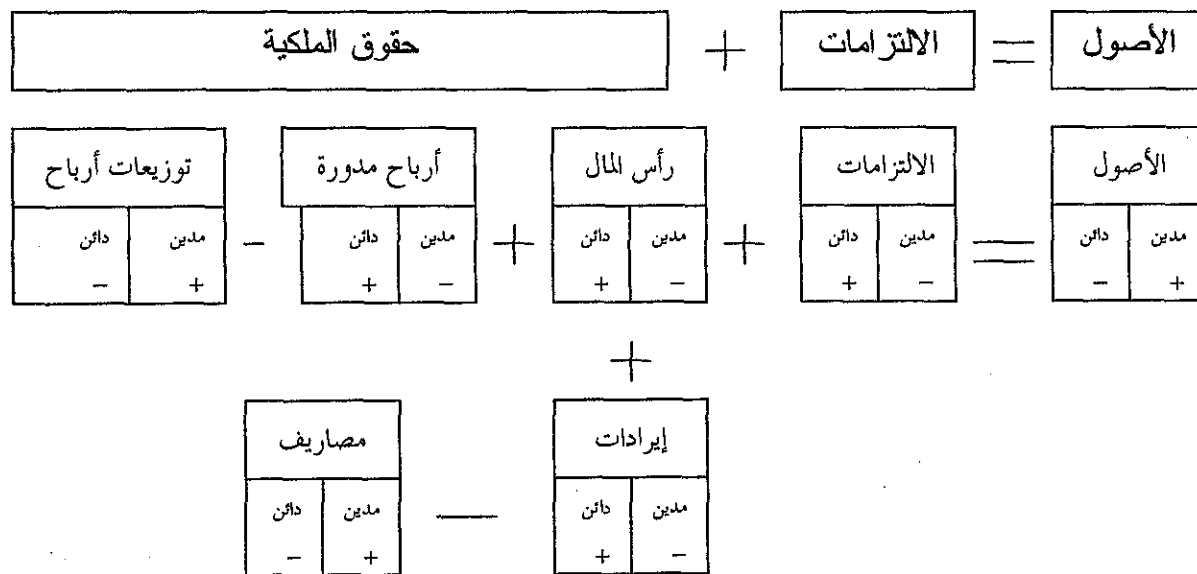 الأصول = الالتزامات + حقوق الملكية
الأصول = الالتزامات + رأس المال + أرباح مدورة - توزيعات أرباح
مدين دائن مدين دائن مدين دائن مدين دائن مدين دائن
+ − − + − + − + + −
+
إيرادات — مصاريف
مدين دائن مدين دائن
− + + −